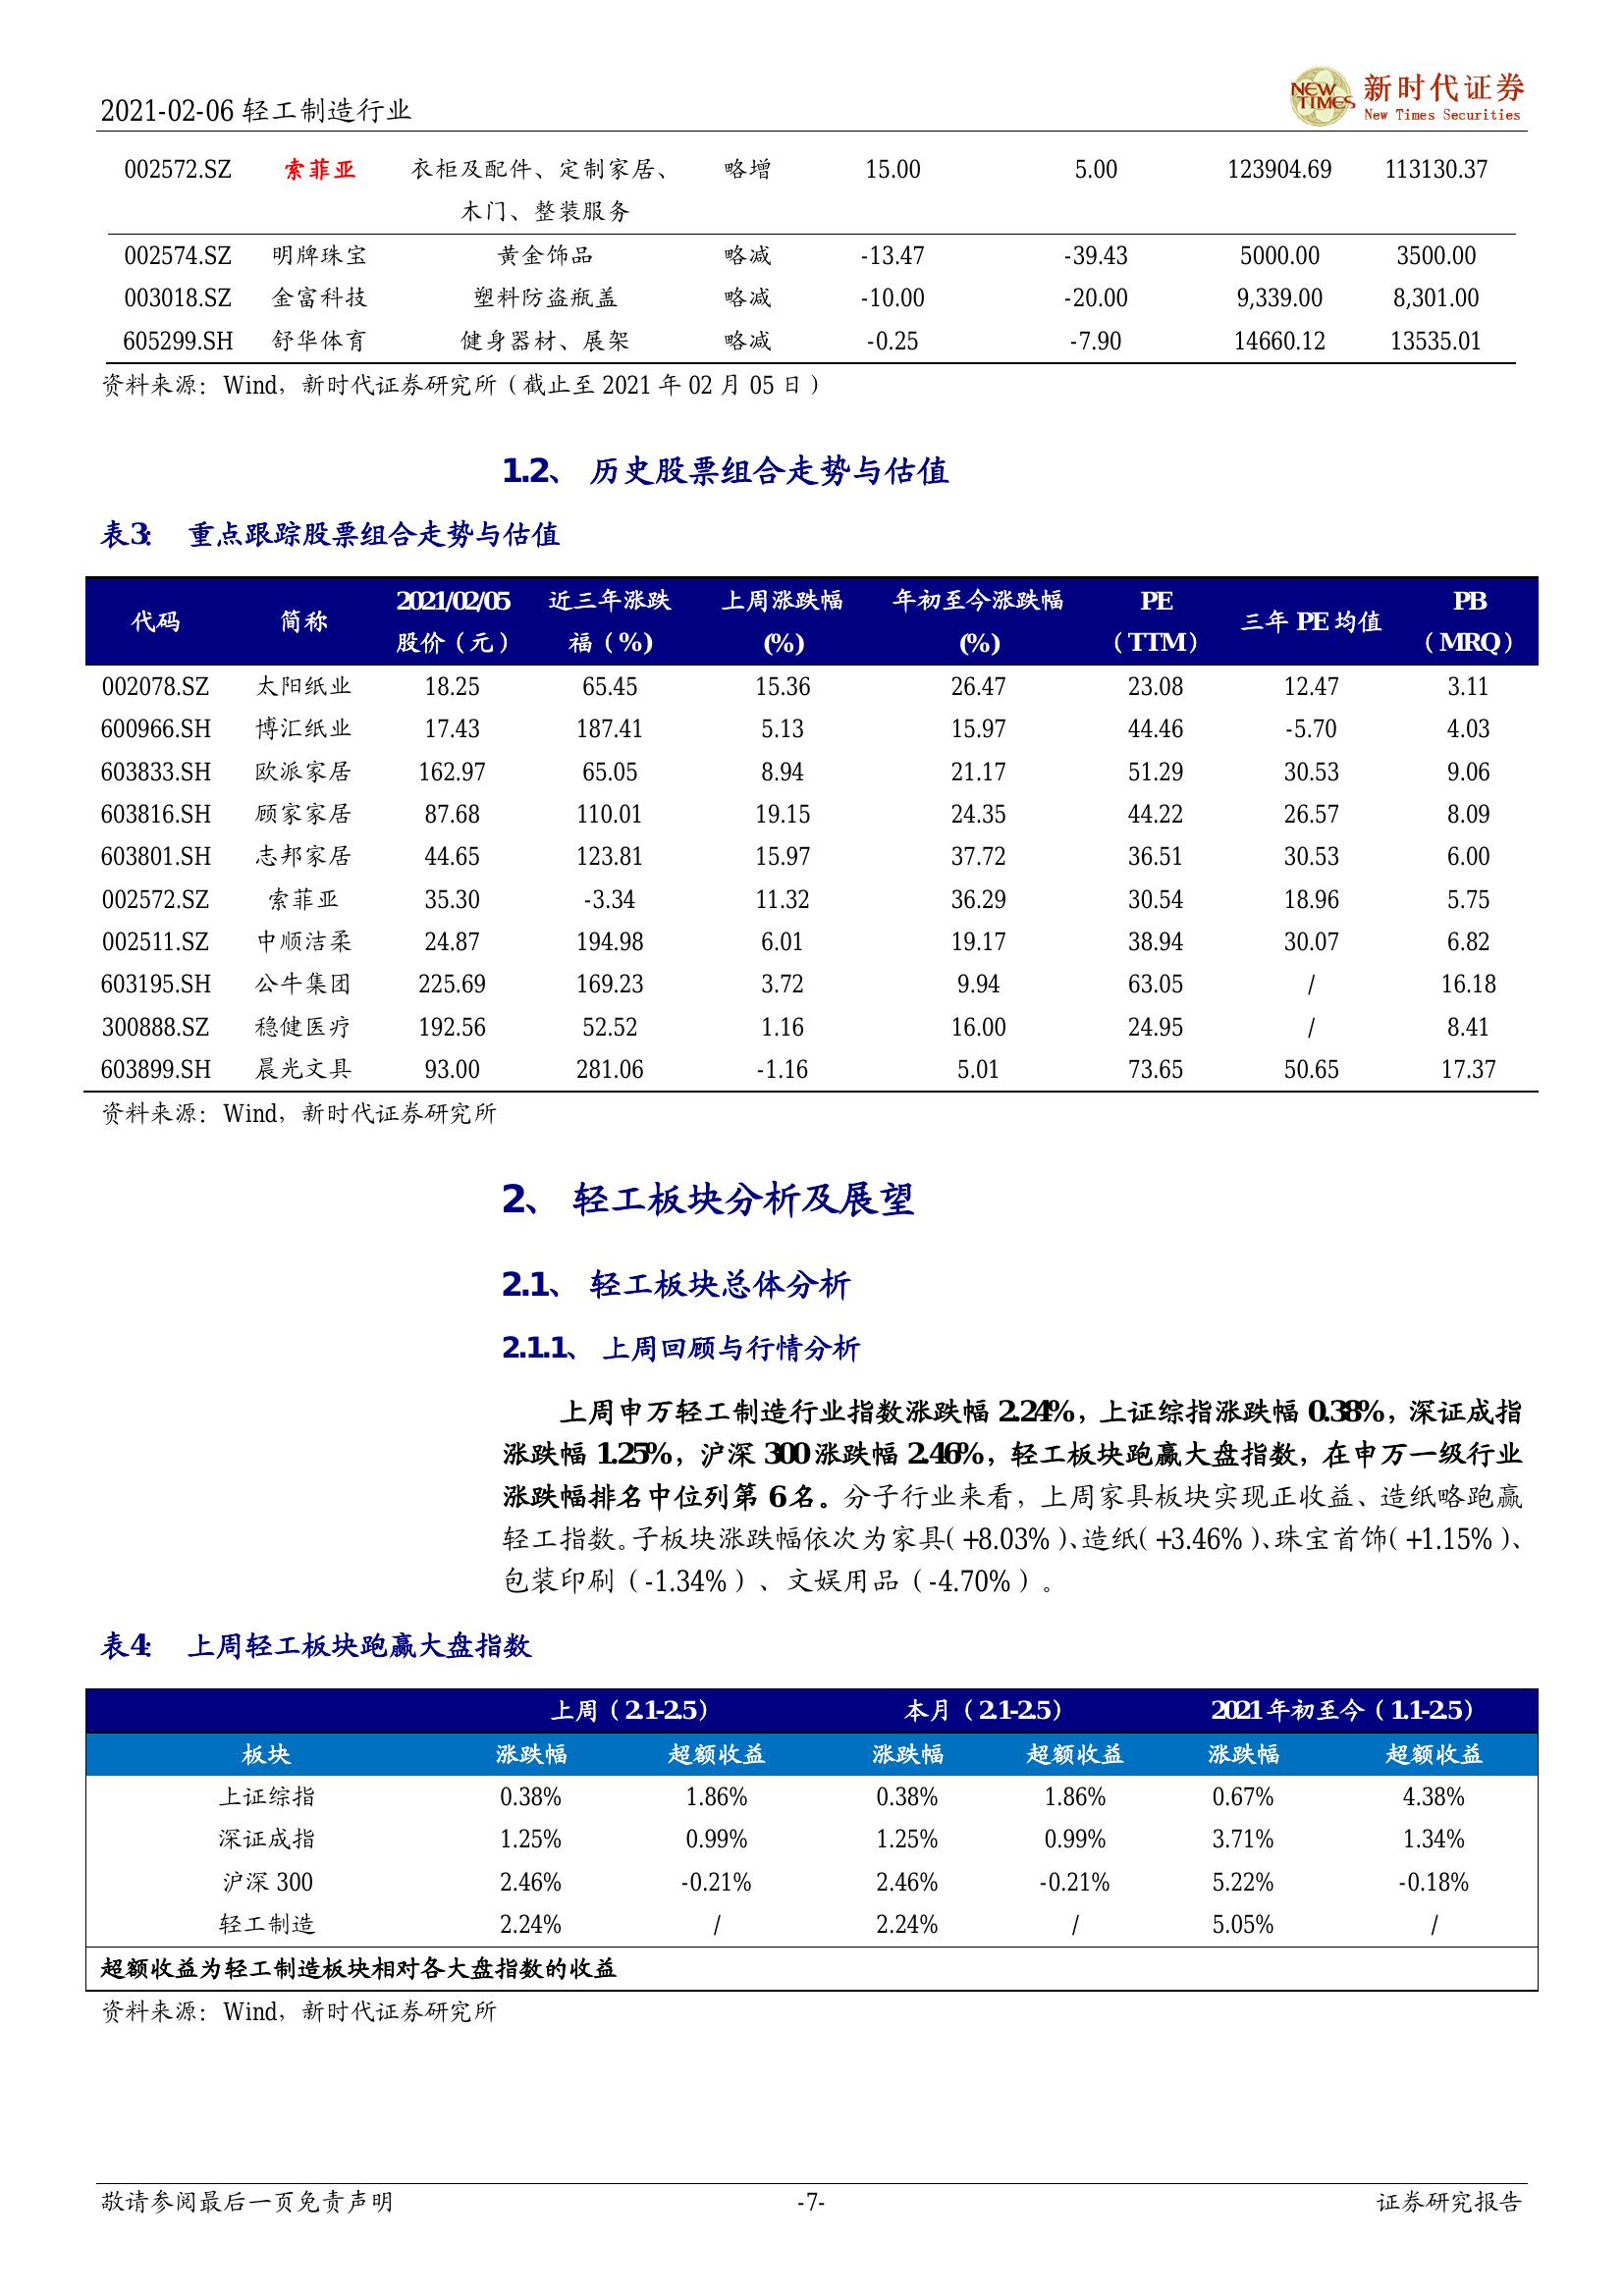 2021-02-06 轻工制造行业
NEW TIMES 新时代证券
New Times Securities
002572.SZ 索菲亚 衣柜及配件、定制家居、 略增 15.00 5.00 123904.69 113130.37
木门、整装服务
002574.SZ 明牌珠宝 黄金饰品 略减 -13.47 -39.43 5000.00 3500.00
003018.SZ 金富科技 塑料防盗瓶盖 略减 -10.00 -20.00 9,339.00 8,301.00
605299.SH 舒华体育 健身器材、展架 略减 -0.25 -7.90 14660.12 13535.01
资料来源：Wind，新时代证券研究所（截止至 2021 年 02 月 05 日）
1.2、 历史股票组合走势与估值
表3： 重点跟踪股票组合走势与估值
代码 简称 2021/02/05 股价（元） 近三年涨跌福（%) 上周涨跌幅(%) 年初至今涨跌幅(%) PE（TTM） 三年 PE 均值 PB（MRQ）
002078.SZ 太阳纸业 18.25 65.45 15.36 26.47 23.08 12.47 3.11
600966.SH 博汇纸业 17.43 187.41 5.13 15.97 44.46 -5.70 4.03
603833.SH 欧派家居 162.97 65.05 8.94 21.17 51.29 30.53 9.06
603816.SH 顾家家居 87.68 110.01 19.15 24.35 44.22 26.57 8.09
603801.SH 志邦家居 44.65 123.81 15.97 37.72 36.51 30.53 6.00
002572.SZ 索菲亚 35.30 -3.34 11.32 36.29 30.54 18.96 5.75
002511.SZ 中顺洁柔 24.87 194.98 6.01 19.17 38.94 30.07 6.82
603195.SH 公牛集团 225.69 169.23 3.72 9.94 63.05 / 16.18
300888.SZ 稳健医疗 192.56 52.52 1.16 16.00 24.95 / 8.41
603899.SH 晨光文具 93.00 281.06 -1.16 5.01 73.65 50.65 17.37
资料来源：Wind，新时代证券研究所
2、 轻工板块分析及展望
2.1、 轻工板块总体分析
2.1.1、 上周回顾与行情分析
上周申万轻工制造行业指数涨跌幅 2.24%，上证综指涨跌幅 0.38%，深证成指
涨跌幅 1.25%，沪深 300 涨跌幅 2.46%，轻工板块跑赢大盘指数，在申万一级行业
涨跌幅排名中位列第 6 名。分子行业来看，上周家具板块实现正收益、造纸略跑赢
轻工指数。子板块涨跌幅依次为家具（+8.03%）、造纸（+3.46%）、珠宝首饰（+1.15%）、
包装印刷（-1.34%）、文娱用品（-4.70%）。
表4： 上周轻工板块跑赢大盘指数
上周（2.1-2.5） 本月（2.1-2.5） 2021 年初至今（1.1-2.5）
板块 涨跌幅 超额收益 涨跌幅 超额收益 涨跌幅 超额收益
上证综指 0.38% 1.86% 0.38% 1.86% 0.67% 4.38%
深证成指 1.25% 0.99% 1.25% 0.99% 3.71% 1.34%
沪深 300 2.46% -0.21% 2.46% -0.21% 5.22% -0.18%
轻工制造 2.24% / 2.24% / 5.05% /
超额收益为轻工制造板块相对各大盘指数的收益
资料来源：Wind，新时代证券研究所
敬请参阅最后一页免责声明 -7- 证券研究报告